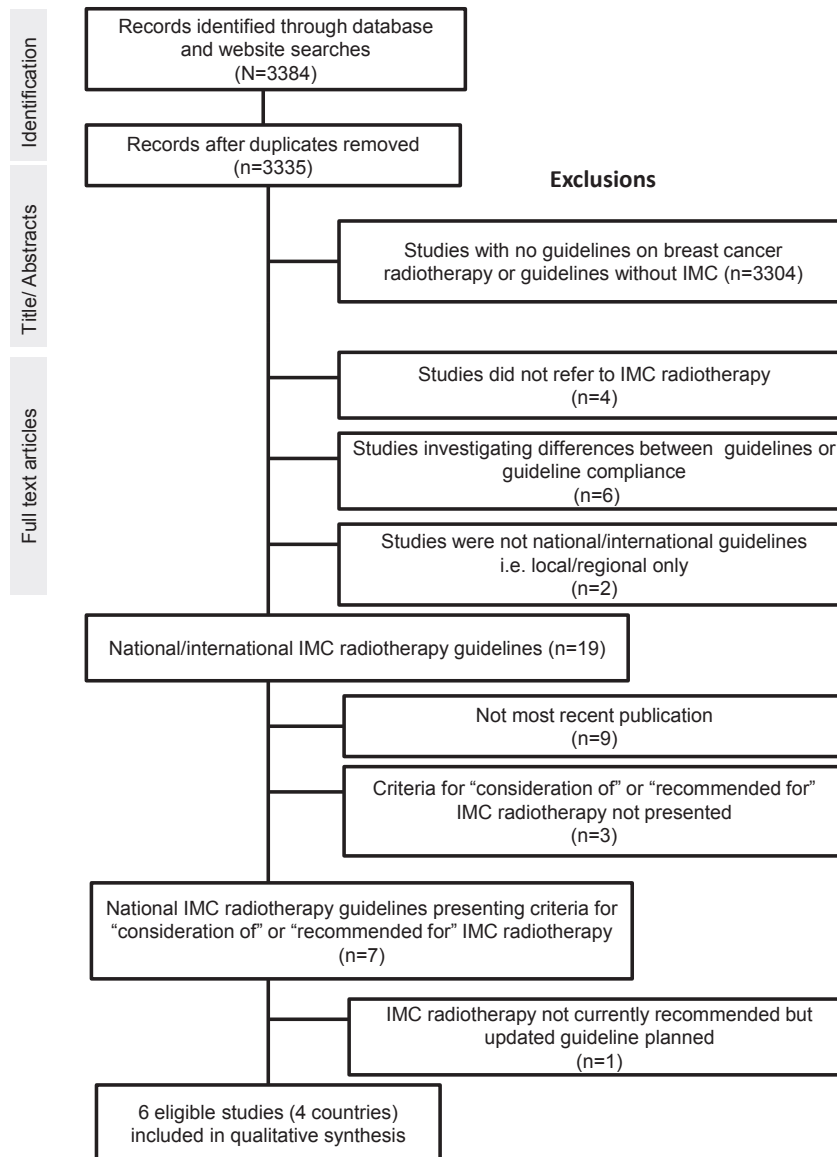 Identification
Records identified through database
and website searches
(N=3384)
Records after duplicates removed
(n=3335)
Exclusions
Title/ Abstracts
Studies with no guidelines on breast cancer
radiotherapy or guidelines without IMC (n=3304)
Full text articles
Studies did not refer to IMC radiotherapy
(n=4)
Studies investigating differences between guidelines or
guideline compliance
(n=6)
Studies were not national/international guidelines
i.e. local/regional only
(n=2)
National/international IMC radiotherapy guidelines (n=19)
Not most recent publication
(n=9)
Criteria for “consideration of” or “recommended for”
IMC radiotherapy not presented
(n=3)
National IMC radiotherapy guidelines presenting criteria for
“consideration of” or “recommended for” IMC radiotherapy
(n=7)
IMC radiotherapy not currently recommended but
updated guideline planned
(n=1)
6 eligible studies (4 countries)
included in qualitative synthesis